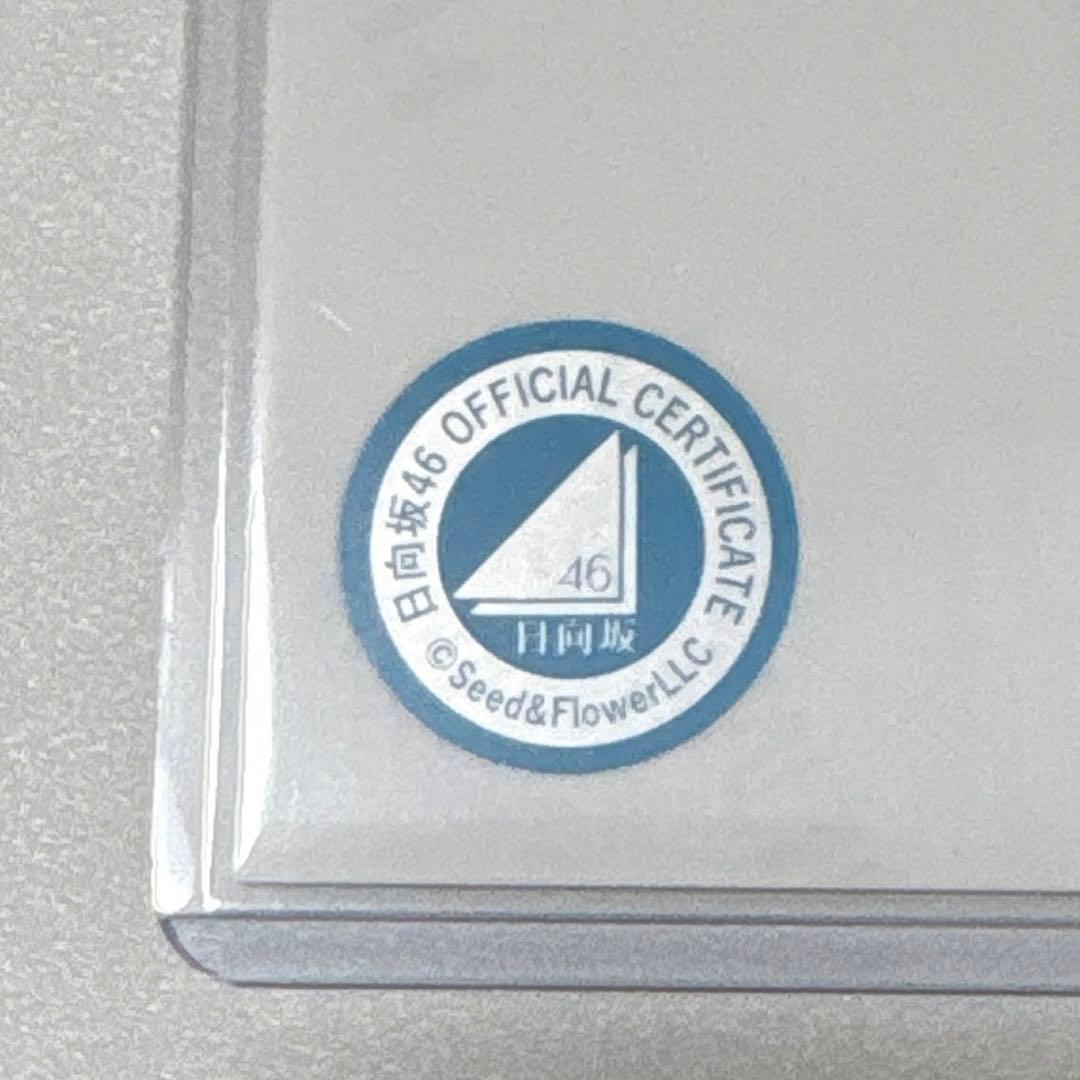 日向坂46 OFFICIAL CERTIFICATE
46
日向坂
©Seed&FlowerLLC